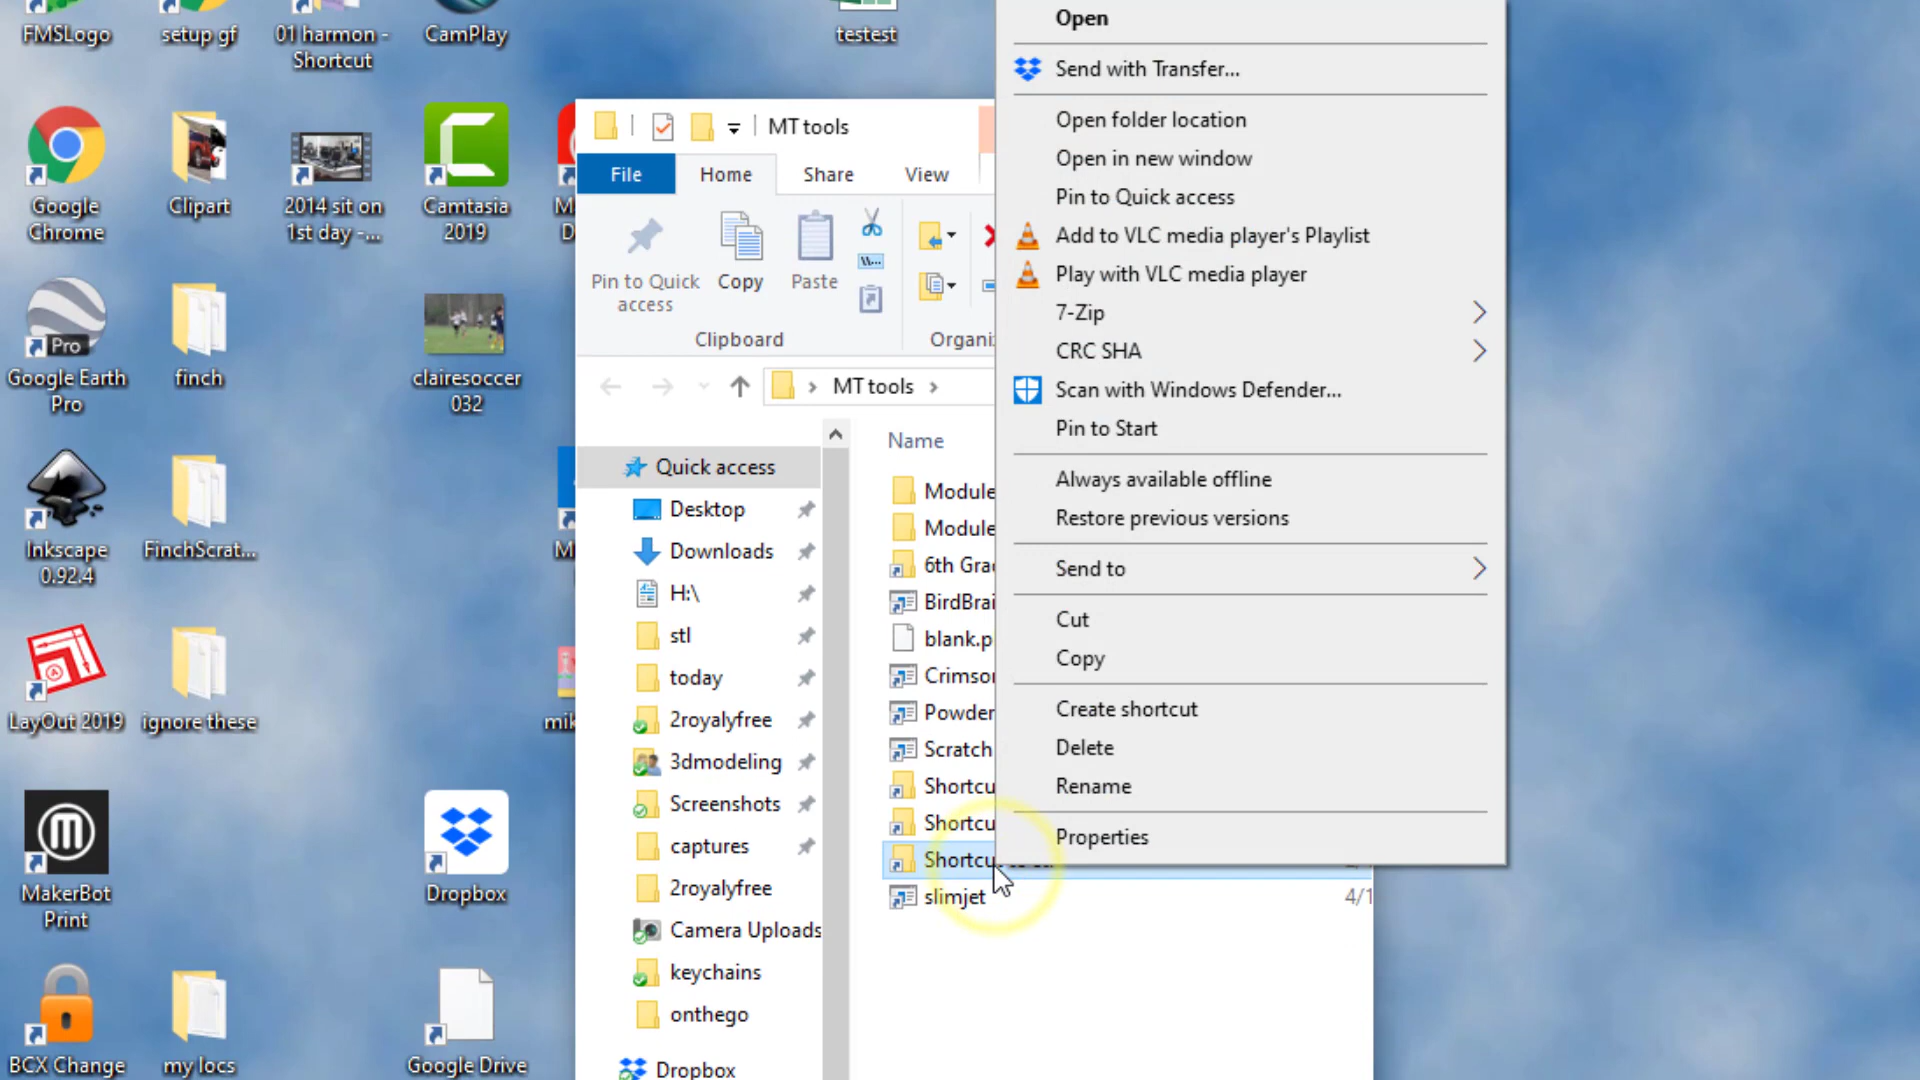 FMSLogo
setup gf
01 harmon -
Shortcut
CamPlay
testest
Google
Chrome
Clipart
2014 sit on
1st day -...
Camtasia
2019
Pro
Google Earth
Pro
finch
clairesoccer
032
Inkscape
0.92.4
FinchScrat...
LayOut 2019
ignore these
mik
MakerBot
Print
Dropbox
BCX Change
my locs
Google Drive
MT tools
File
Home
Share
View
Pin to Quick
access
Copy
Paste
Clipboard
Organi
MT tools
Name
Quick access
Desktop
Downloads
H:\
stl
today
2royalyfree
3dmodeling
Screenshots
captures
2royalyfree
Camera Uploads
keychains
onthego
Dropbox
Module
Module
6th Gra
BirdBrai
blank.p
Crimsor
Powder
Scratch
Shortcu
Shortcu
Shortcu
slimjet
4/1
Open
Send with Transfer...
Open folder location
Open in new window
Pin to Quick access
Add to VLC media player's Playlist
Play with VLC media player
7-Zip
CRC SHA
Scan with Windows Defender...
Pin to Start
Always available offline
Restore previous versions
Send to
Cut
Copy
Create shortcut
Delete
Rename
Properties